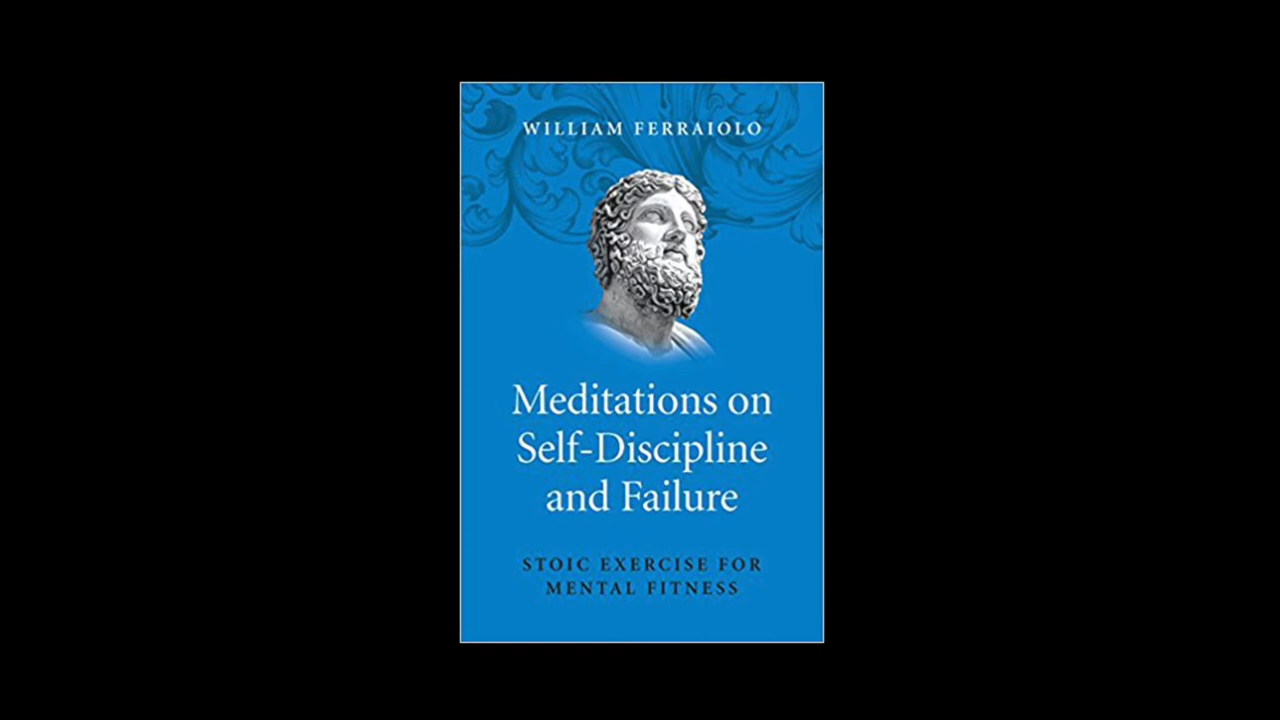 WILLIAM FERRAIOLO
Meditations on
Self-Discipline
and Failure
STOIC EXERCISE FOR
MENTAL FITNESS